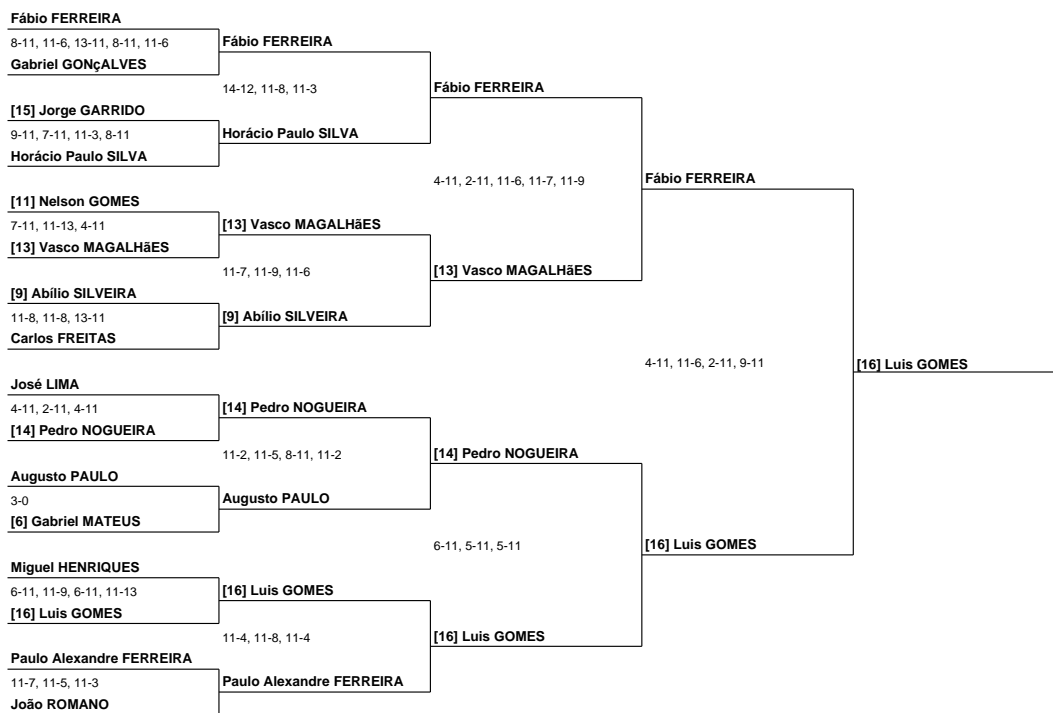 Fábio FERREIRA
8-11, 11-6, 13-11, 8-11, 11-6
Gabriel GONçALVES
[15] Jorge GARRIDO
9-11, 7-11, 11-3, 8-11
Horácio Paulo SILVA
[11] Nelson GOMES
7-11, 11-13, 4-11
[13] Vasco MAGALHãES
[9] Abílio SILVEIRA
11-8, 11-8, 13-11
Carlos FREITAS
José LIMA
4-11, 2-11, 4-11
[14] Pedro NOGUEIRA
Augusto PAULO
3-0
[6] Gabriel MATEUS
Miguel HENRIQUES
6-11, 11-9, 6-11, 11-13
[16] Luis GOMES
Paulo Alexandre FERREIRA
11-7, 11-5, 11-3
João ROMANO
Fábio FERREIRA
14-12, 11-8, 11-3
Horácio Paulo SILVA
[13] Vasco MAGALHãES
11-7, 11-9, 11-6
[9] Abílio SILVEIRA
[14] Pedro NOGUEIRA
11-2, 11-5, 8-11, 11-2
Augusto PAULO
[16] Luis GOMES
11-4, 11-8, 11-4
Paulo Alexandre FERREIRA
Fábio FERREIRA
4-11, 2-11, 11-6, 11-7, 11-9
[13] Vasco MAGALHãES
[14] Pedro NOGUEIRA
6-11, 5-11, 5-11
[16] Luis GOMES
Fábio FERREIRA
4-11, 11-6, 2-11, 9-11
[16] Luis GOMES
[16] Luis GOMES